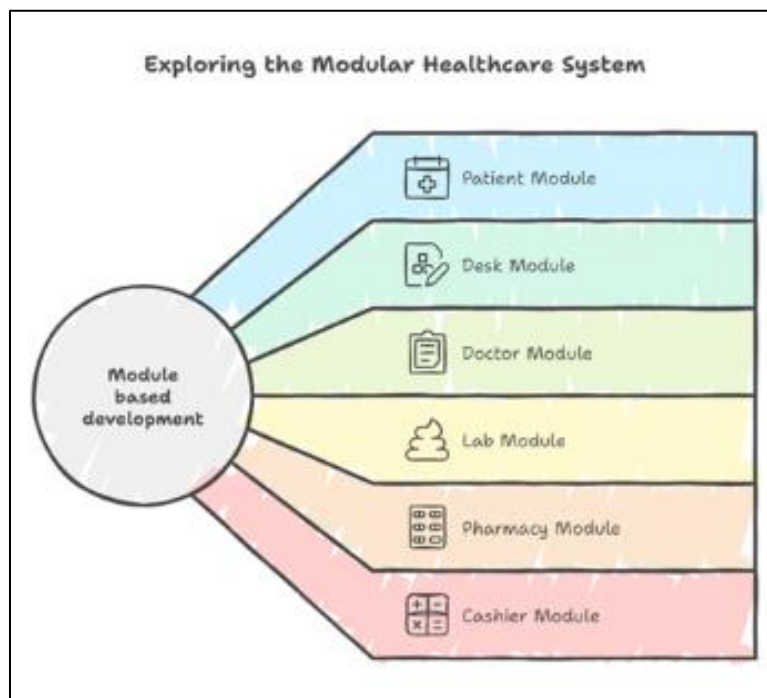 Exploring the Modular Healthcare System
Patient Module
Desk Module
Doctor Module
Module
based
development
Lab Module
Pharmacy Module
Cashier Module